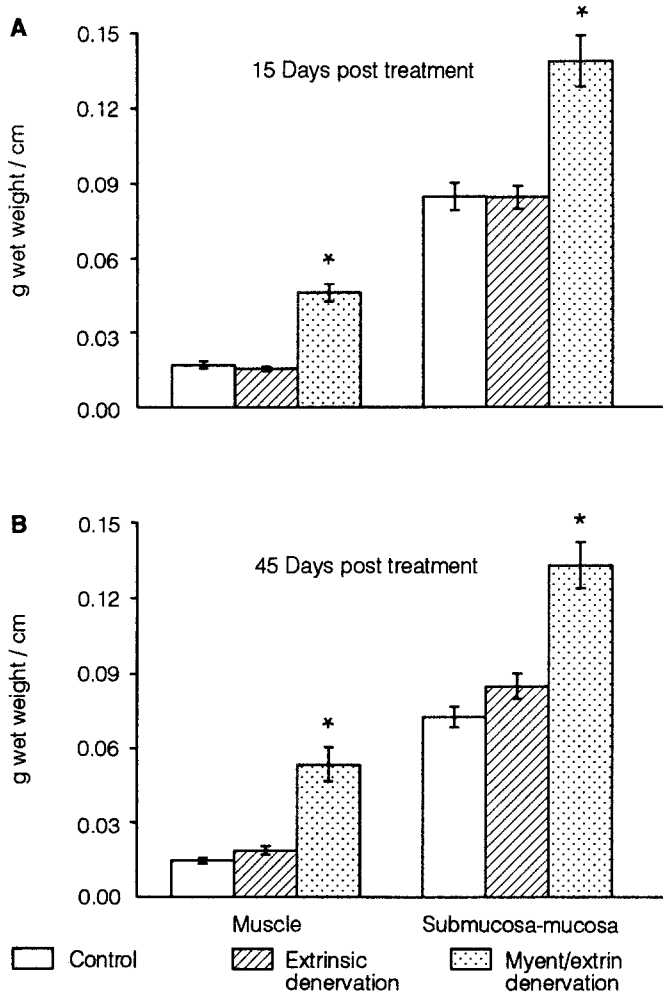 A
0.15
15 Days post treatment
0.12
0.09
0.06
0.03
0.00
g wet weight / cm
*
*
B
0.15
45 Days post treatment
0.12
0.09
0.06
0.03
0.00
g wet weight / cm
*
*
Muscle
Submucosa-mucosa
Control
Extrinsic
denervation
Myent/extrin
denervation